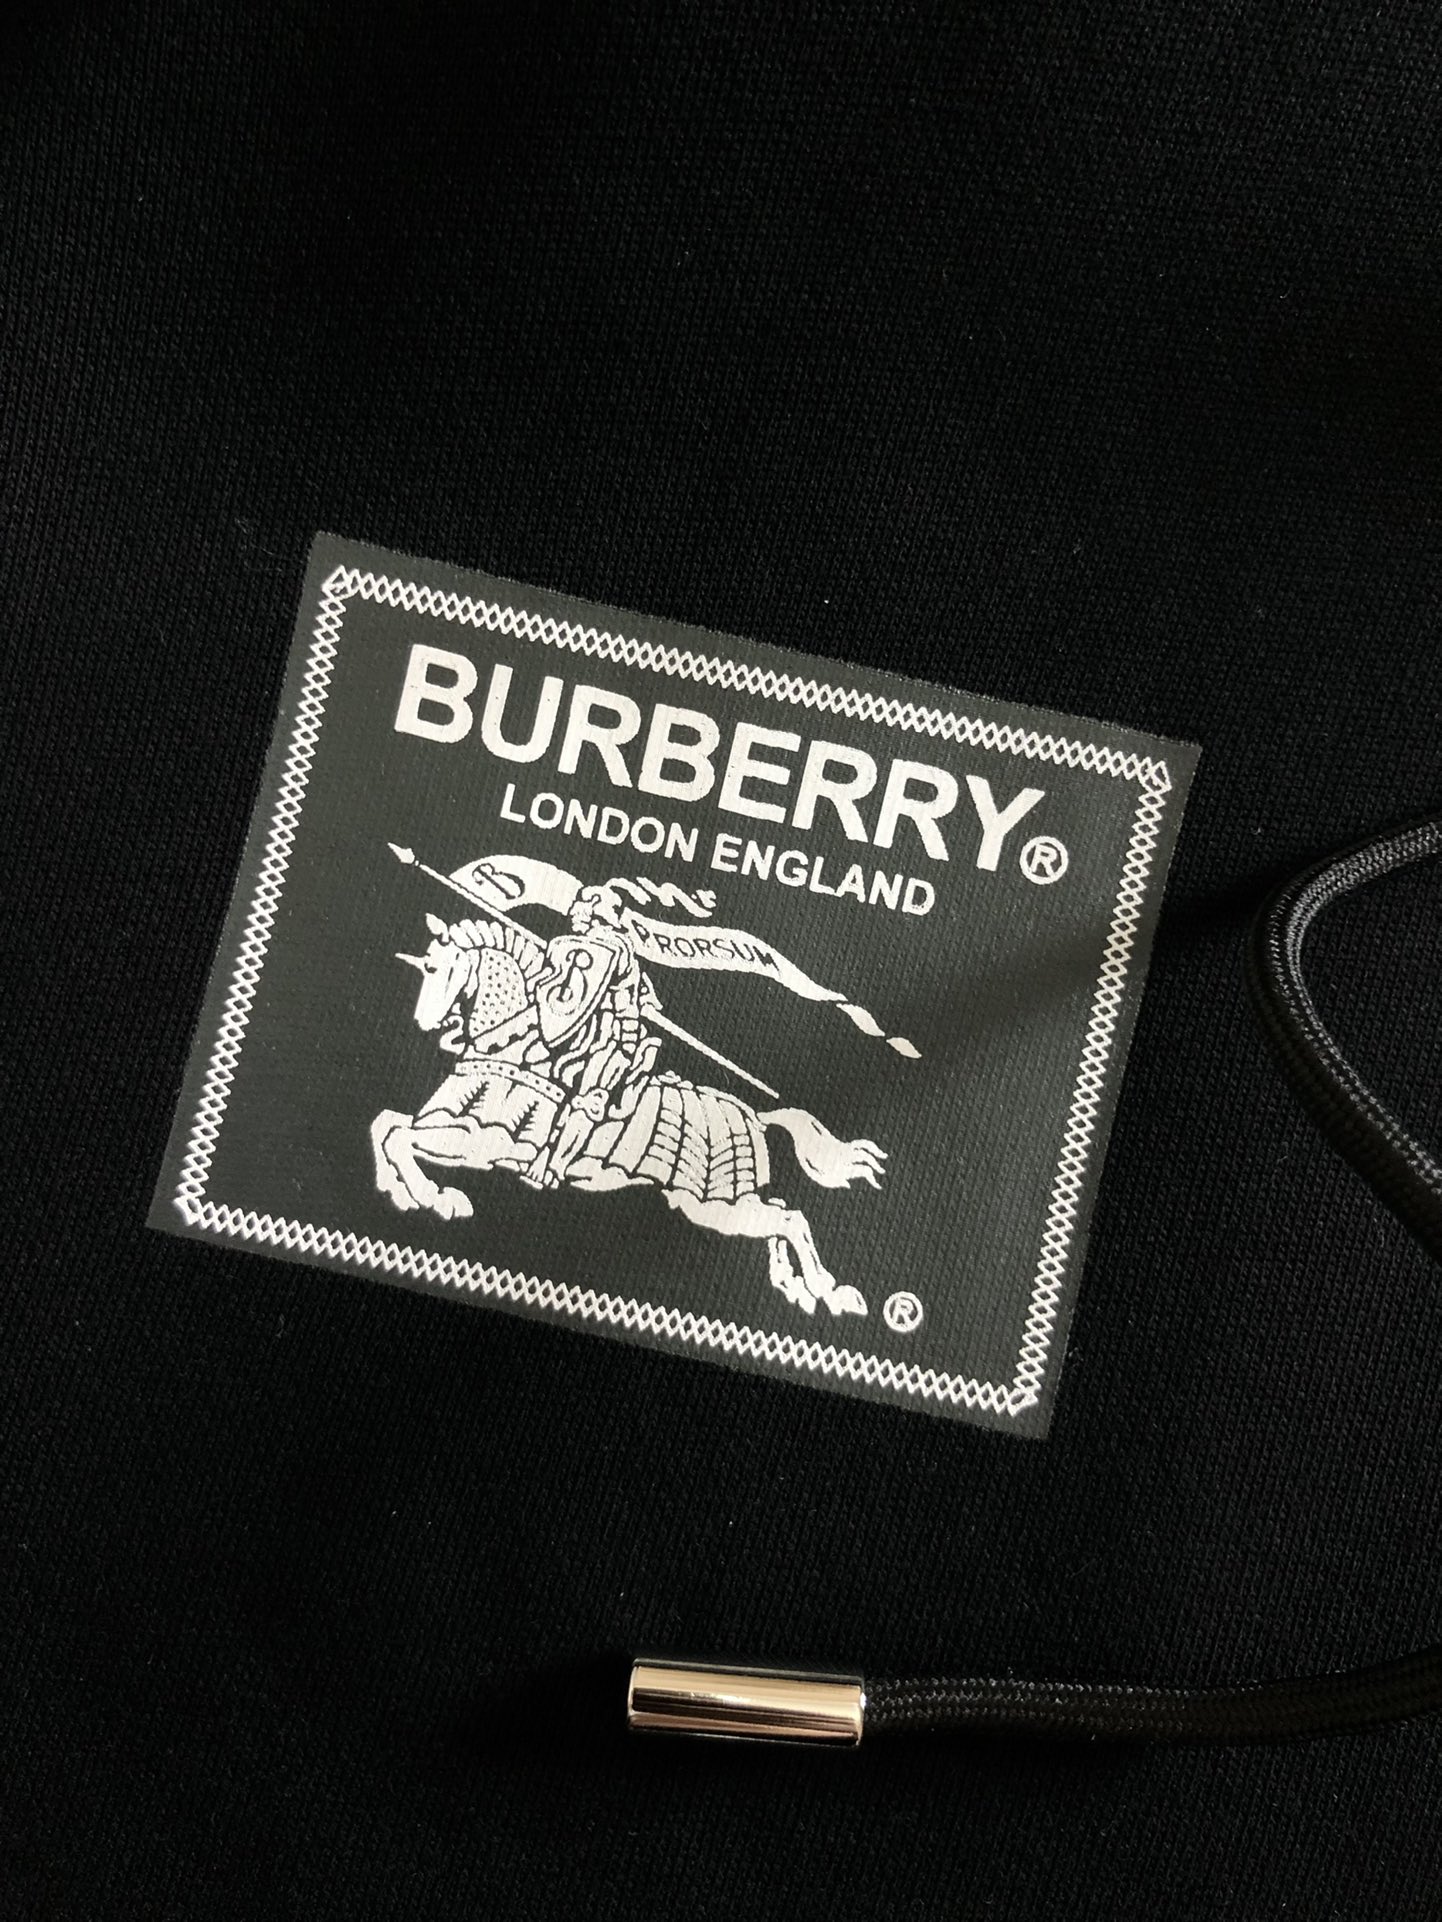 BURBERRY®
LONDON ENGLAND
B
PRORSUM
B
®